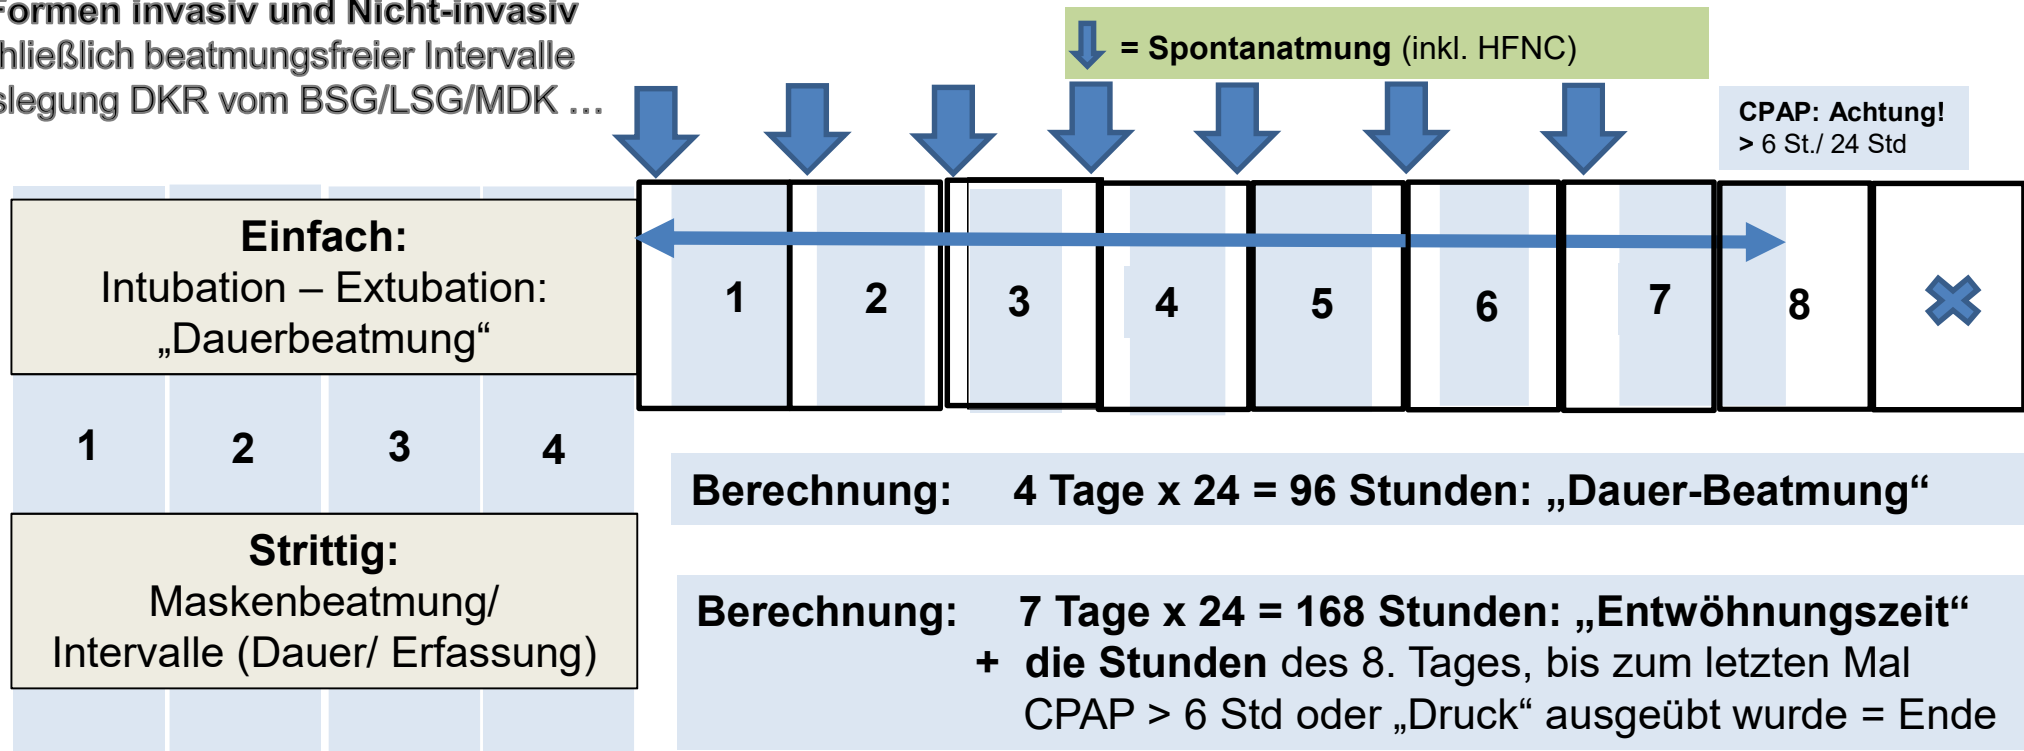 Formen invasiv und Nicht-invasiv
hließlich beatmungsfreier Intervalle
slegung DKR vom BSG/LSG/MDK …
= Spontanatmung (inkl. HFNC)
CPAP: Achtung!
> 6 St./ 24 Std
Einfach:
Intubation – Extubation:
„Dauerbeatmung“
1 2 3 4 5 6 7 8
1 2 3 4
Strittig:
Maskenbeatmung/
Intervalle (Dauer/ Erfassung)
Berechnung: 4 Tage x 24 = 96 Stunden: „Dauer-Beatmung“
Berechnung: 7 Tage x 24 = 168 Stunden: „Entwöhnungszeit“
+ die Stunden des 8. Tages, bis zum letzten Mal
CPAP > 6 Std oder „Druck“ ausgeübt wurde = Ende